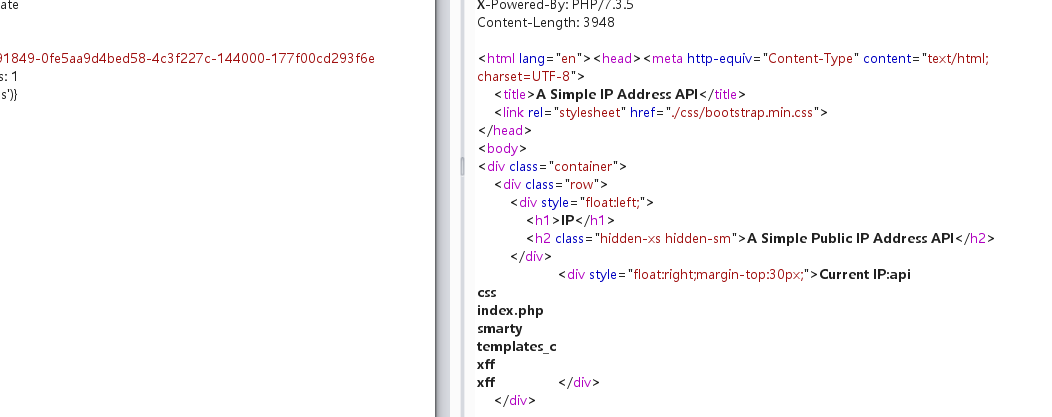 ate
91849-0fe5aa9d4bed58-4c3f227c-144000-177f00cd293f6e
s: 1
s')}
X-Powered-By: PHP/7.3.5
Content-Length: 3948
<html lang="en"><head><meta http-equiv="Content-Type" content="text/html;
charset=UTF-8">
<title>A Simple IP Address API</title>
<link rel="stylesheet" href="./css/bootstrap.min.css">
</head>
<body>
<div class="container">
<div class="row">
<div style="float:left;">
<h1>IP</h1>
<h2 class="hidden-xs hidden-sm">A Simple Public IP Address API</h2>
</div>
<div style="float:right;margin-top:30px;">Current IP:api
css
index.php
smarty
templates_c
xff
xff </div>
</div>